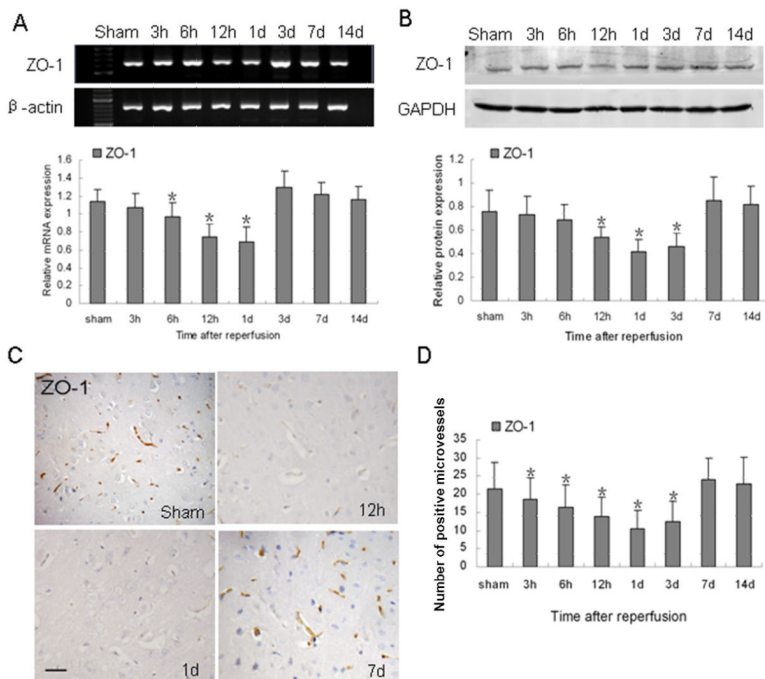 A
Sham 3h 6h 12h 1d 3d 7d 14d
ZO-1
β-actin
ZO-1
Relative mRNA expression
1.6
1.4
1.2
1
0.8
0.6
0.4
0.2
0
* * *
sham 3h 6h 12h 1d 3d 7d 14d
Time after reperfusion
B
Sham 3h 6h 12h 1d 3d 7d 14d
ZO-1
GAPDH
ZO-1
Relative protein expression
1.2
1
0.8
0.6
0.4
0.2
0
* * *
sham 3h 6h 12h 1d 3d 7d 14d
Time after reperfusion
C
ZO-1
Sham
12h
1d
7d
D
ZO-1
Number of positive microvessels
35
30
25
20
15
10
5
0
* * * * *
sham 3h 6h 12h 1d 3d 7d 14d
Time after reperfusion